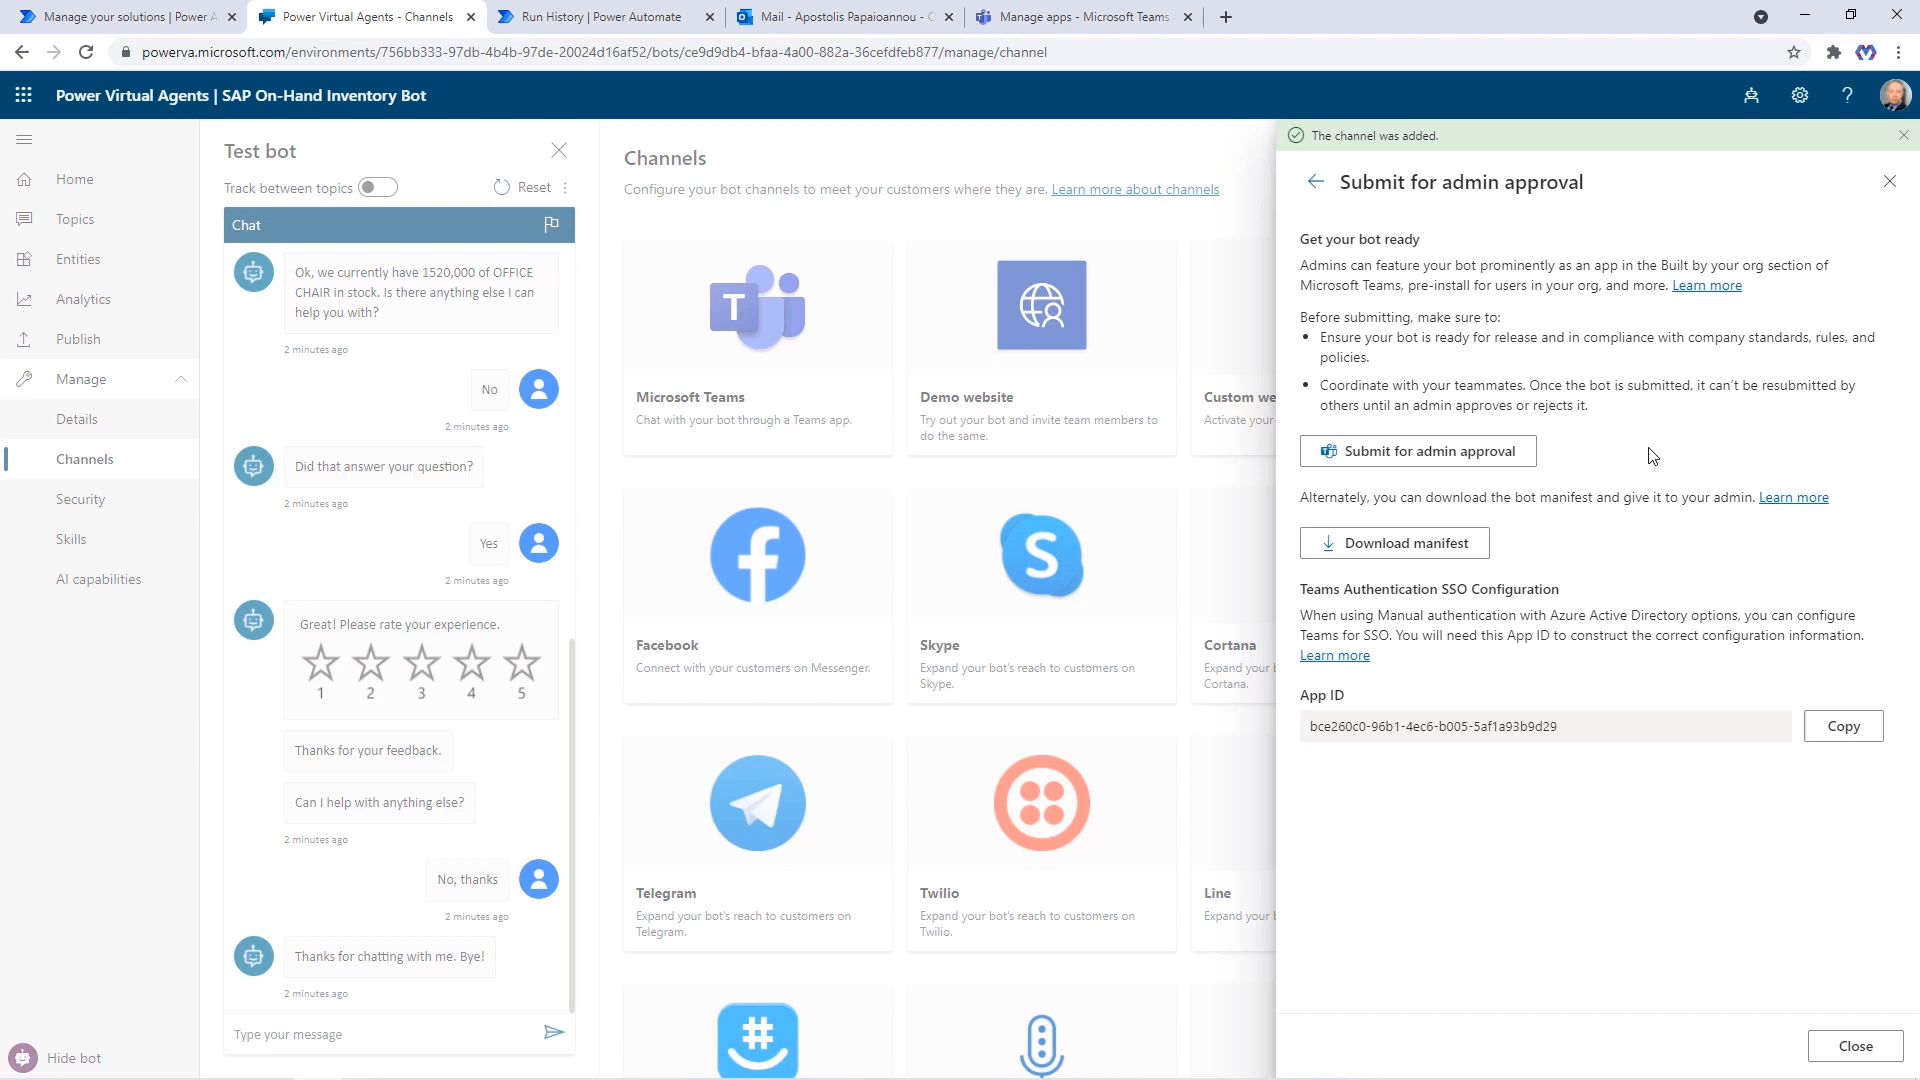 Manage your solutions | Power A
Power Virtual Agents - Channels
Run History | Power Automate
Mail - Apostolis Papaioannou - O
Manage apps - Microsoft Teams
powerva.microsoft.com/environments/756bb333-97db-4b4b-97de-20024d16af52/bots/ce9d9db4-bfaa-4a00-882a-36cefdfeb877/manage/channel
Power Virtual Agents | SAP On-Hand Inventory Bot
Home
Topics
Entities
Analytics
Publish
Manage
Details
Channels
Security
Skills
AI capabilities
Hide bot
Test bot
Track between topics
Reset
Chat
Ok, we currently have 1520,000 of OFFICE
CHAIR in stock. Is there anything else I can
help you with?
2 minutes ago
No
2 minutes ago
Did that answer your question?
2 minutes ago
Yes
2 minutes ago
Great! Please rate your experience.
1 2 3 4 5
Thanks for your feedback.
Can I help with anything else?
2 minutes ago
No, thanks
2 minutes ago
Thanks for chatting with me. Bye!
2 minutes ago
Type your message
Channels
Configure your bot channels to meet your customers where they are. Learn more about channels
T
Microsoft Teams
Chat with your bot through a Teams app.
Demo website
Try out your bot and invite team members to
do the same.
Custom we
Activate your
Facebook
Connect with your customers on Messenger.
S
Skype
Expand your bot's reach to customers on
Skype.
Cortana
Expand your b
Cortana.
Telegram
Expand your bot's reach to customers on
Telegram.
Twilio
Expand your bot's reach to customers on
Twilio.
Line
Expand your b
The channel was added.
Submit for admin approval
Get your bot ready
Admins can feature your bot prominently as an app in the Built by your org section of
Microsoft Teams, pre-install for users in your org, and more. Learn more
Before submitting, make sure to:
• Ensure your bot is ready for release and in compliance with company standards, rules, and
policies.
• Coordinate with your teammates. Once the bot is submitted, it can't be resubmitted by
others until an admin approves or rejects it.
Submit for admin approval
Alternately, you can download the bot manifest and give it to your admin. Learn more
Download manifest
Teams Authentication SSO Configuration
When using Manual authentication with Azure Active Directory options, you can configure
Teams for SSO. You will need this App ID to construct the correct configuration information.
Learn more
App ID
bce260c0-96b1-4ec6-b005-5af1a93b9d29
Copy
Close